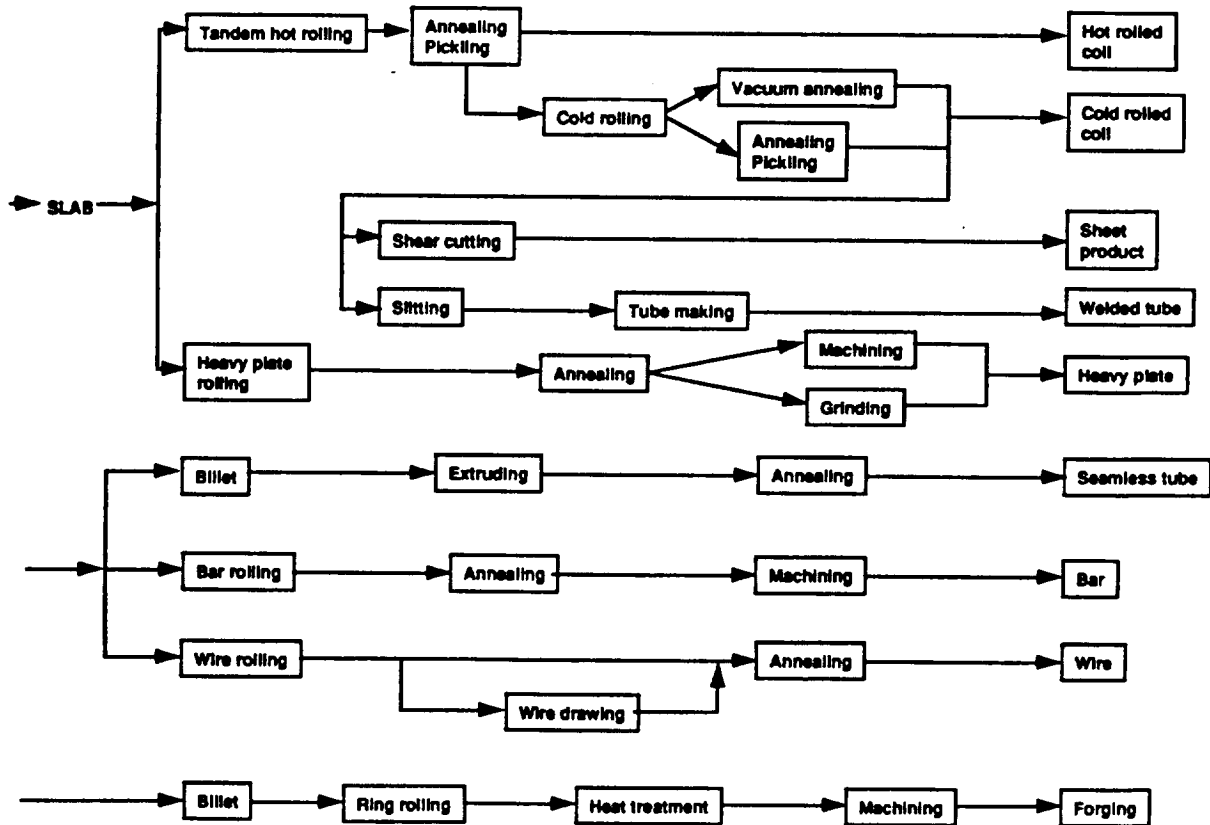 Tandem hot rolling
Annealing
Pickling
Hot rolled
coil
Cold rolling
Vacuum annealing
Annealing
Pickling
Cold rolled
coil
SLAB
Shear cutting
Sheet
product
Slitting
Tube making
Welded tube
Heavy plate
rolling
Annealing
Machining
Grinding
Heavy plate
Billet
Extruding
Annealing
Seamless tube
Bar rolling
Annealing
Machining
Bar
Wire rolling
Wire drawing
Annealing
Wire
Billet
Ring rolling
Heat treatment
Machining
Forging